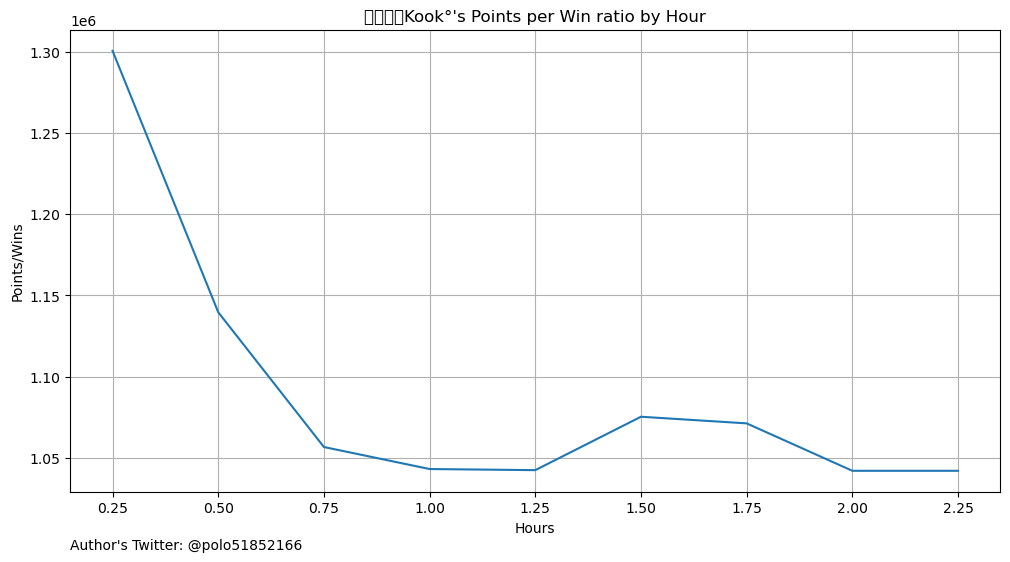 Kook°'s Points per Win ratio by Hour
1e6
1.30
1.25
1.20
1.15
1.10
1.05
Points/Wins
0.25 0.50 0.75 1.00 1.25 1.50 1.75 2.00 2.25
Hours
Author's Twitter: @polo51852166